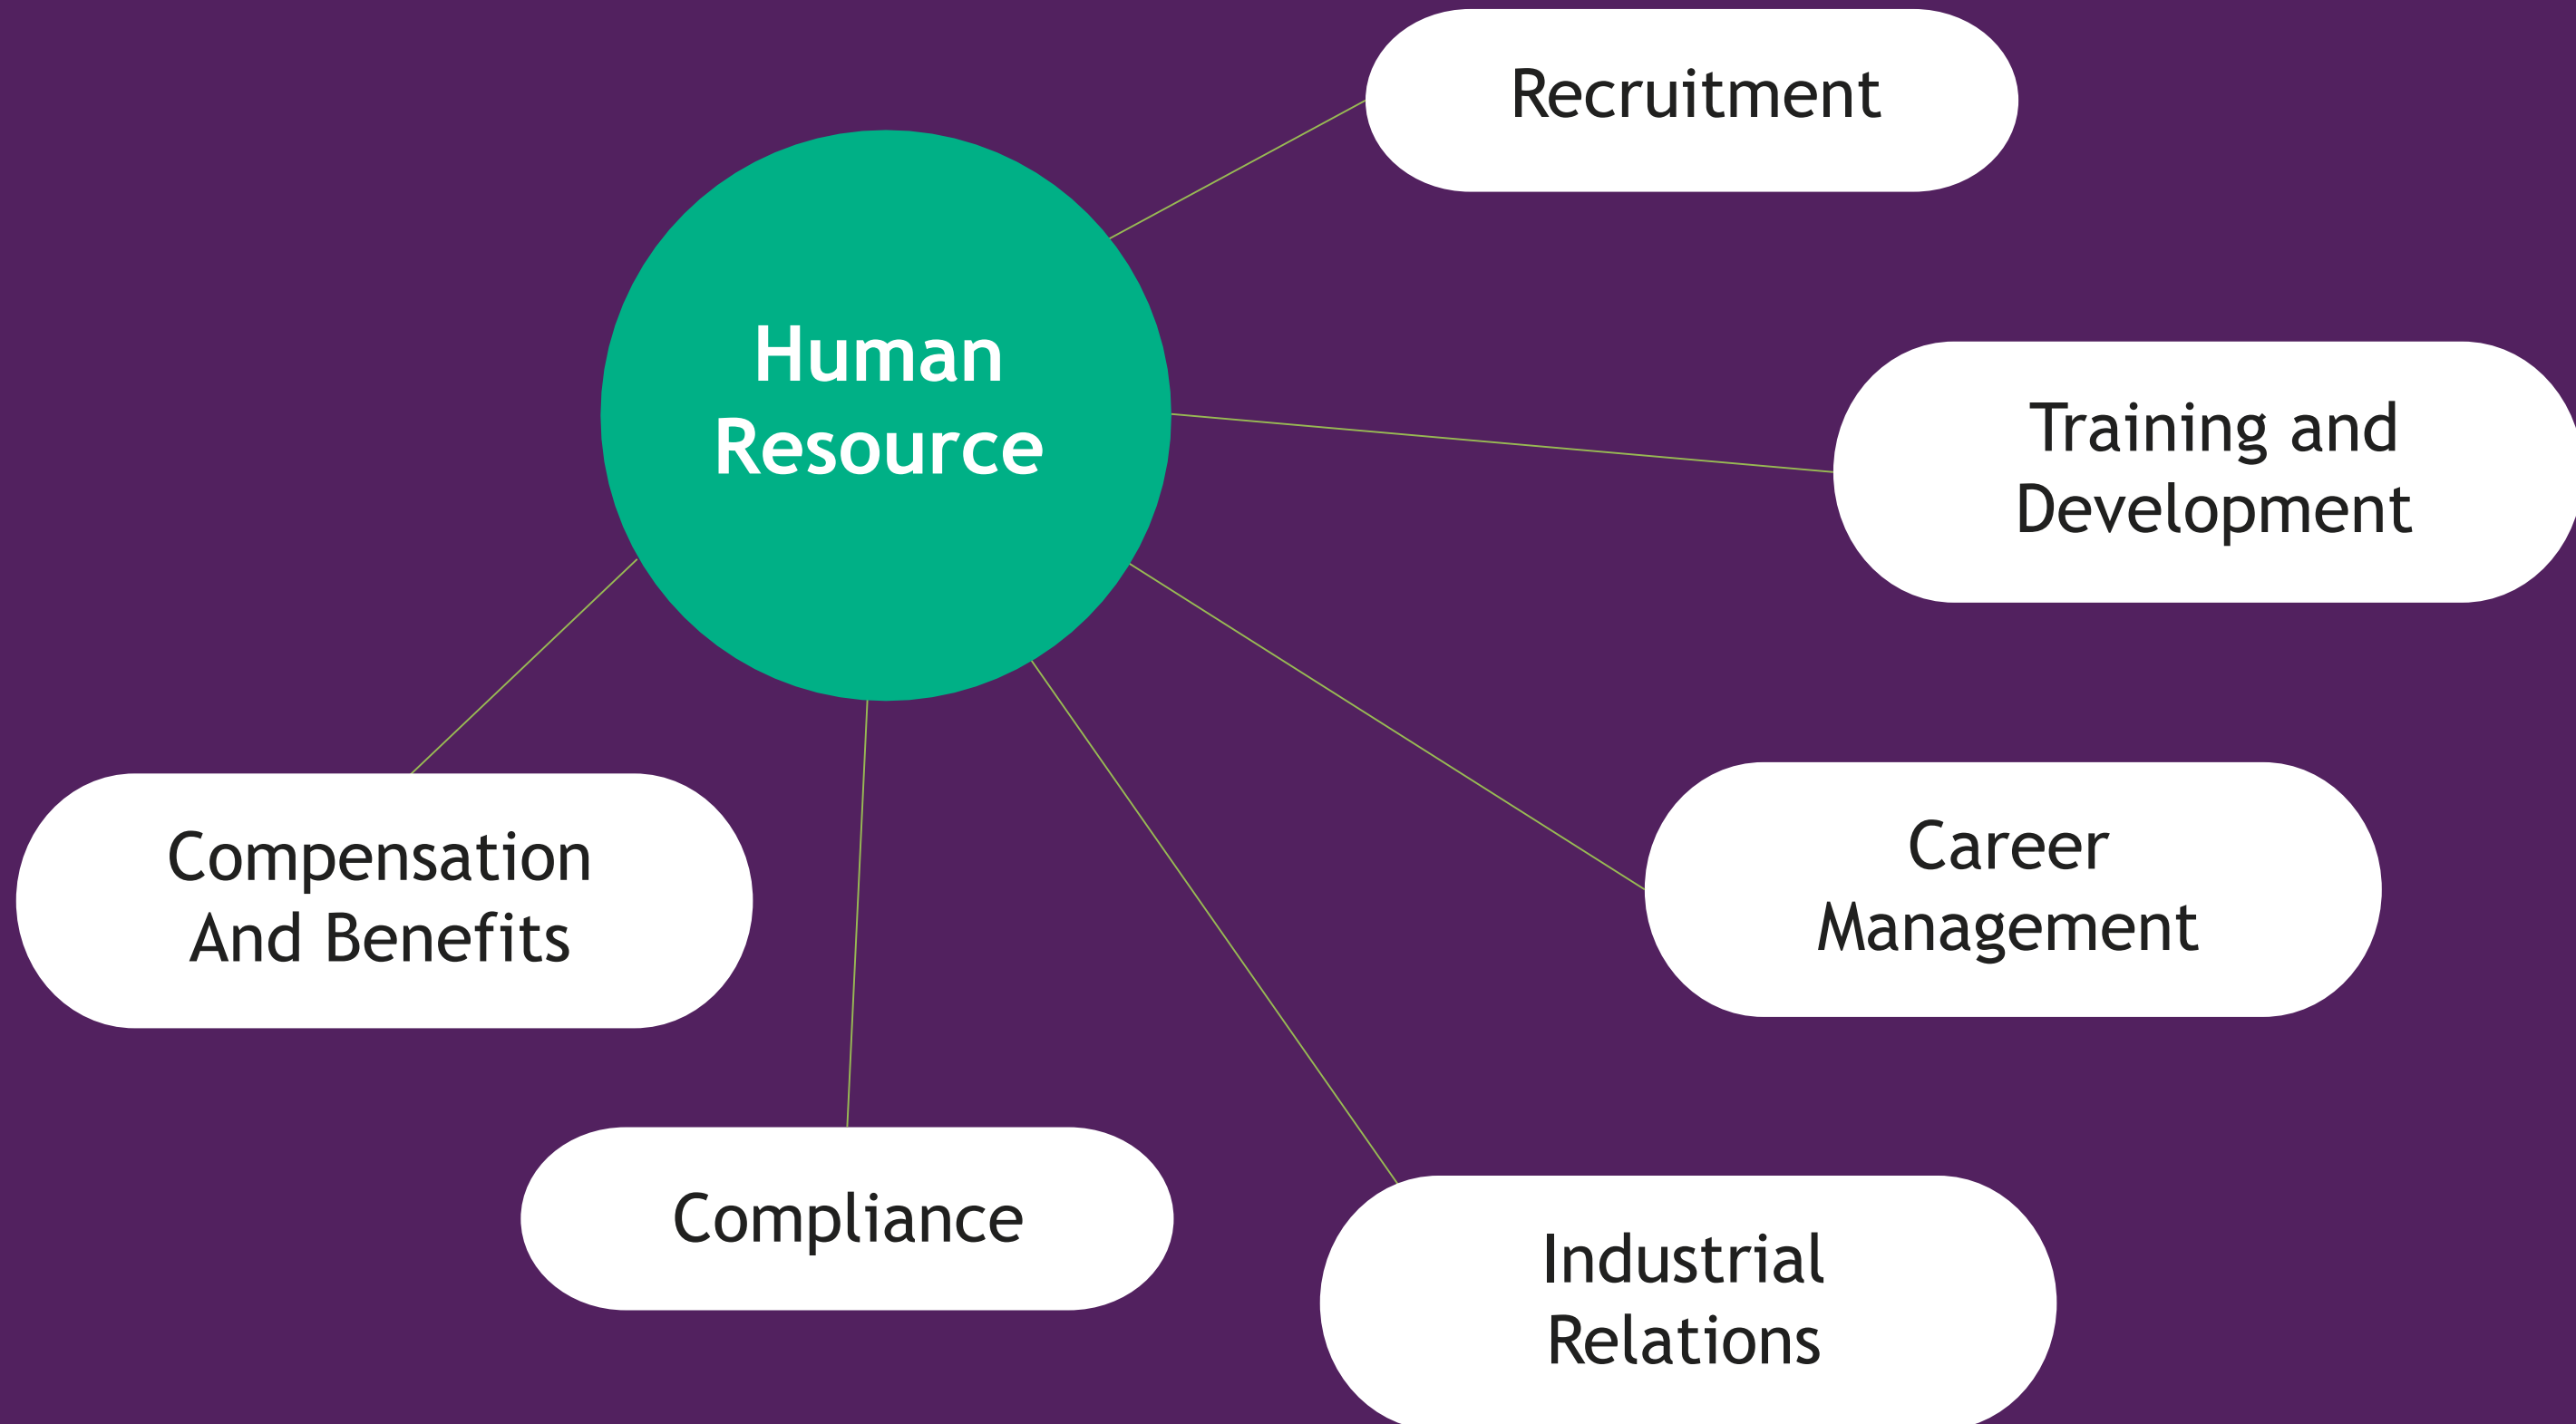 Recruitment
Human
Resource
Training and
Development
Career
Management
Compensation
And Benefits
Compliance
Industrial
Relations